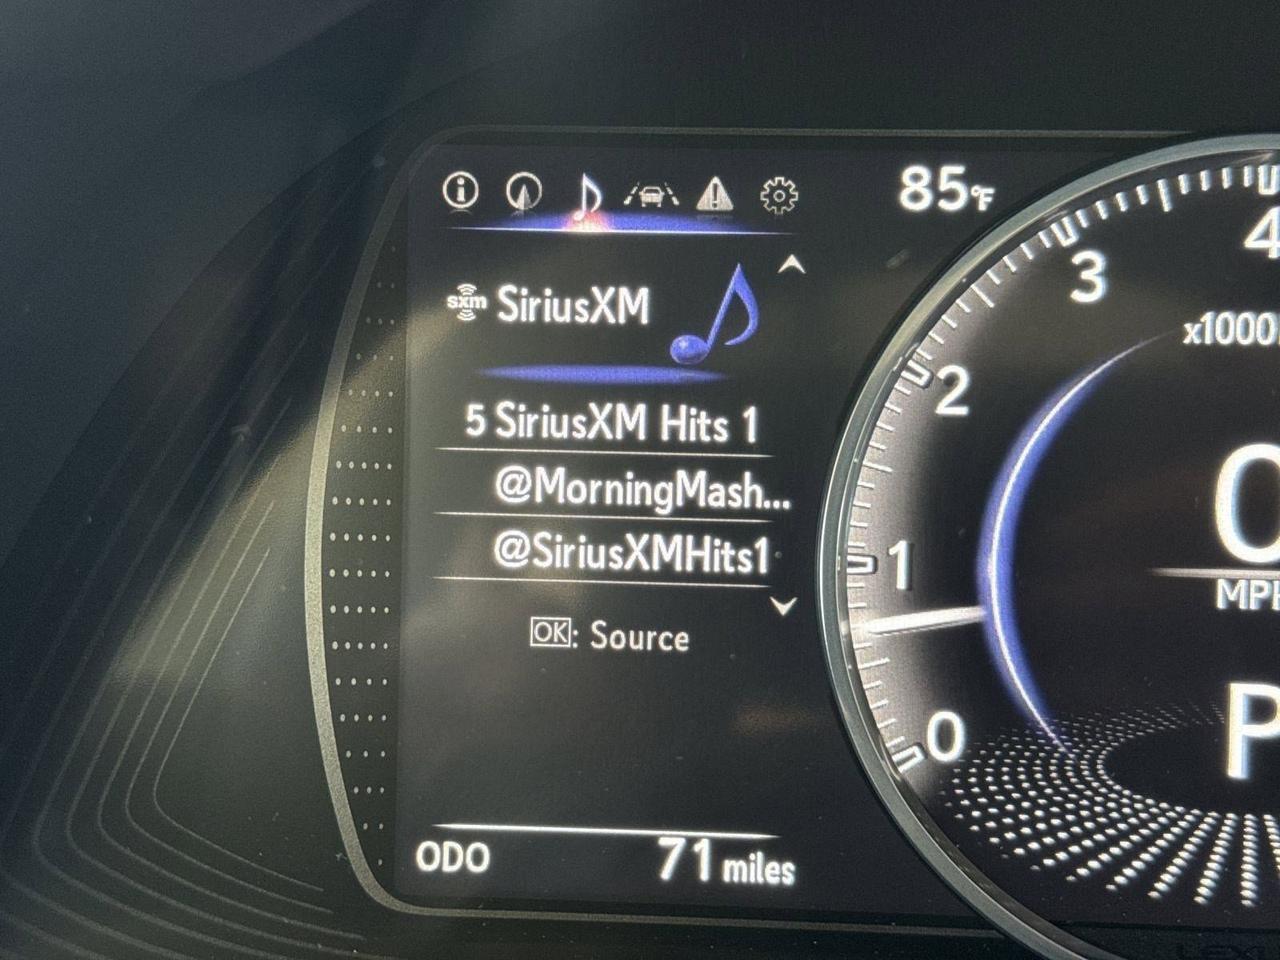 85°F
sxm SiriusXM
5 SiriusXM Hits 1
@MorningMash...
@SiriusXMHits1
OK: Source
ODO 71 miles
4
3
x1000
2
1
0
0
MPH
P